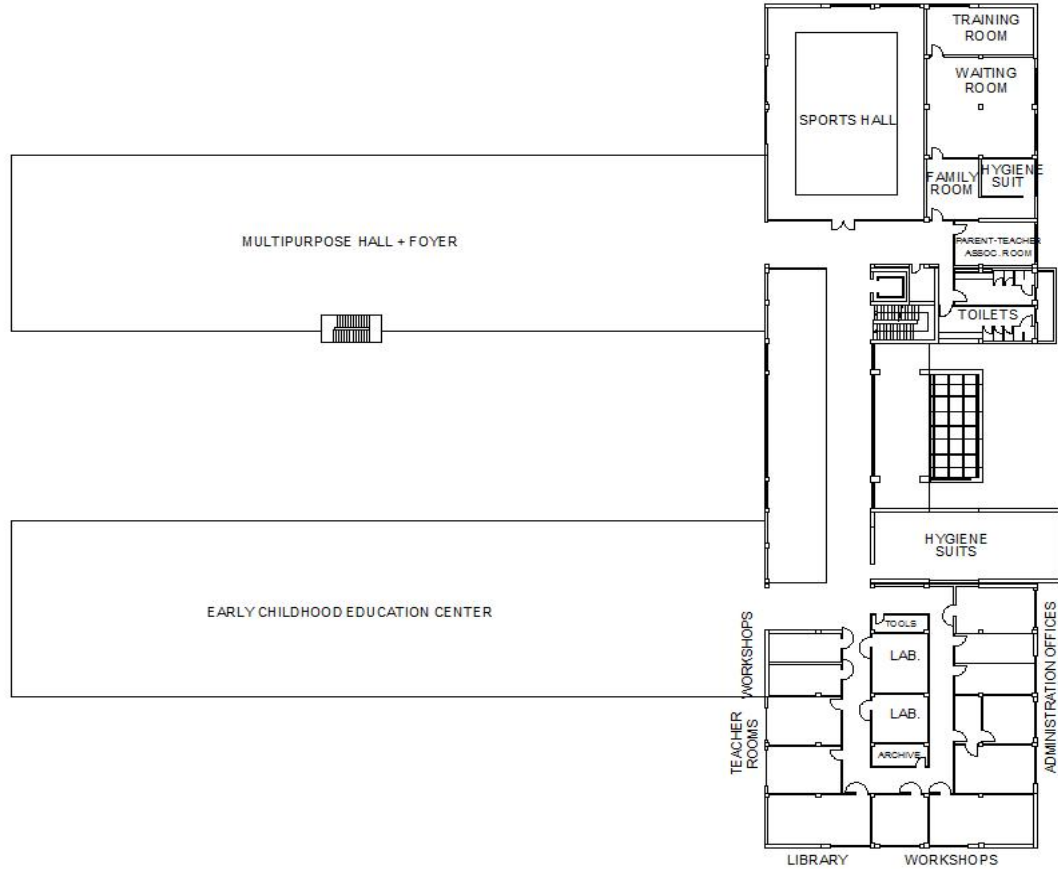 TRAINING
ROOM
WAITING
ROOM
SPORTS HALL
FAMILY
ROOM
HYGIENE
SUIT
MULTIPURPOSE HALL + FOYER
PARENT-TEACHER
ASSOC. ROOM
TOILETS
HYGIENE
SUITS
EARLY CHILDHOOD EDUCATION CENTER
WORKSHOPS
TOOLS
LAB.
LAB.
ARCHIVE
TEACHER
ROOMS
ADMINISTRATION OFFICES
LIBRARY
WORKSHOPS